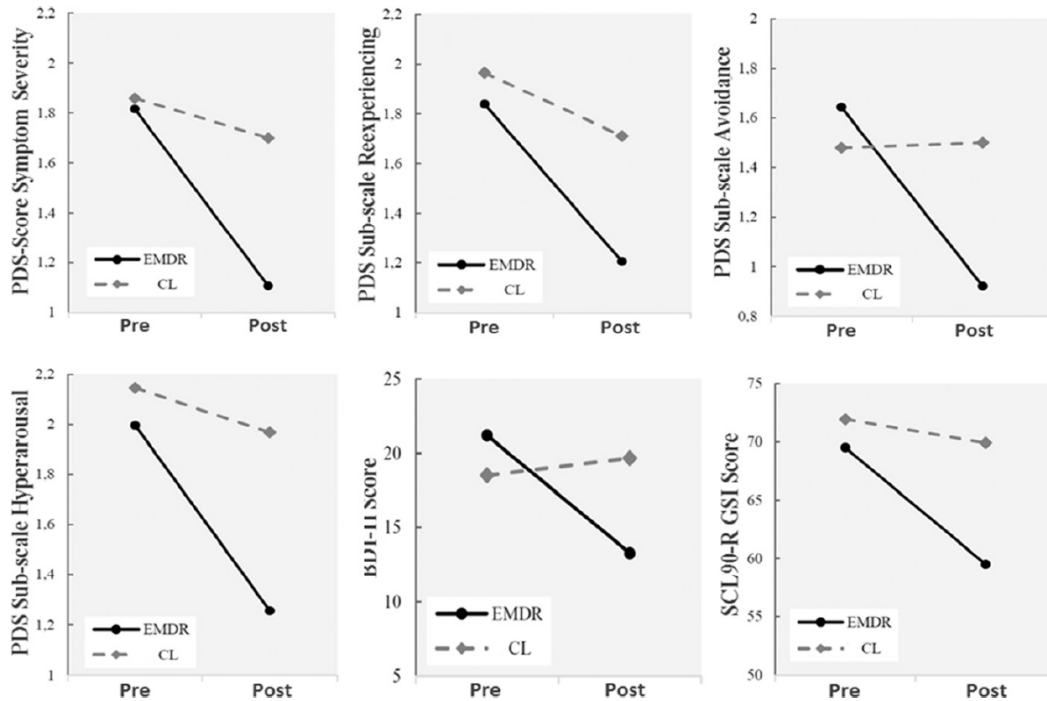 PDS-Score Symptom Severity
2.2
2
1.8
1.6
1.4
1.2
1
EMDR
CL
Pre Post
PDS Sub-scale Reexperiencing
2.2
2
1.8
1.6
1.4
1.2
1
EMDR
CL
Pre Post
PDS Sub-scale Avoidance
2
1.8
1.6
1.4
1.2
1
0.8
EMDR
CL
Pre Post
PDS Sub-scale Hyperarousal
2.2
2
1.8
1.6
1.4
1.2
1
EMDR
CL
Pre Post
BDI-II Score
25
20
15
10
5
EMDR
CL
Pre Post
SCL90-R GSI Score
75
70
65
60
55
50
EMDR
CL
Pre Post